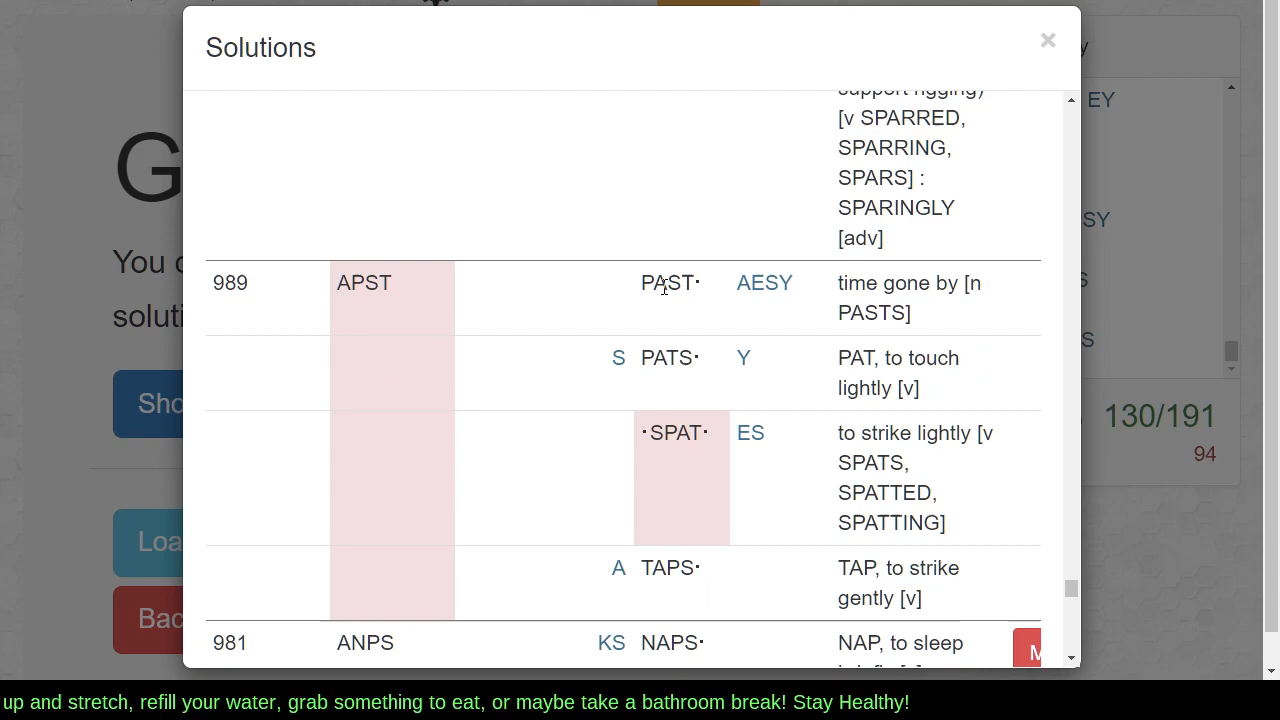 Solutions
×
support rigging)
[v SPARRED,
SPARRING,
SPARS] :
SPARINGLY
[adv]
989 APST PAST· AESY time gone by [n
PASTS]
S PATS· Y PAT, to touch
lightly [v]
·SPAT· ES to strike lightly [v
SPATS,
SPATTED,
SPATTING]
A TAPS· TAP, to strike
gently [v]
981 ANPS KS NAPS· NAP, to sleep
M
G
You
soluti
Sho
Loa
Bac
y
EY
SY
S
S
130/191
94
up and stretch, refill your water, grab something to eat, or maybe take a bathroom break! Stay Healthy!